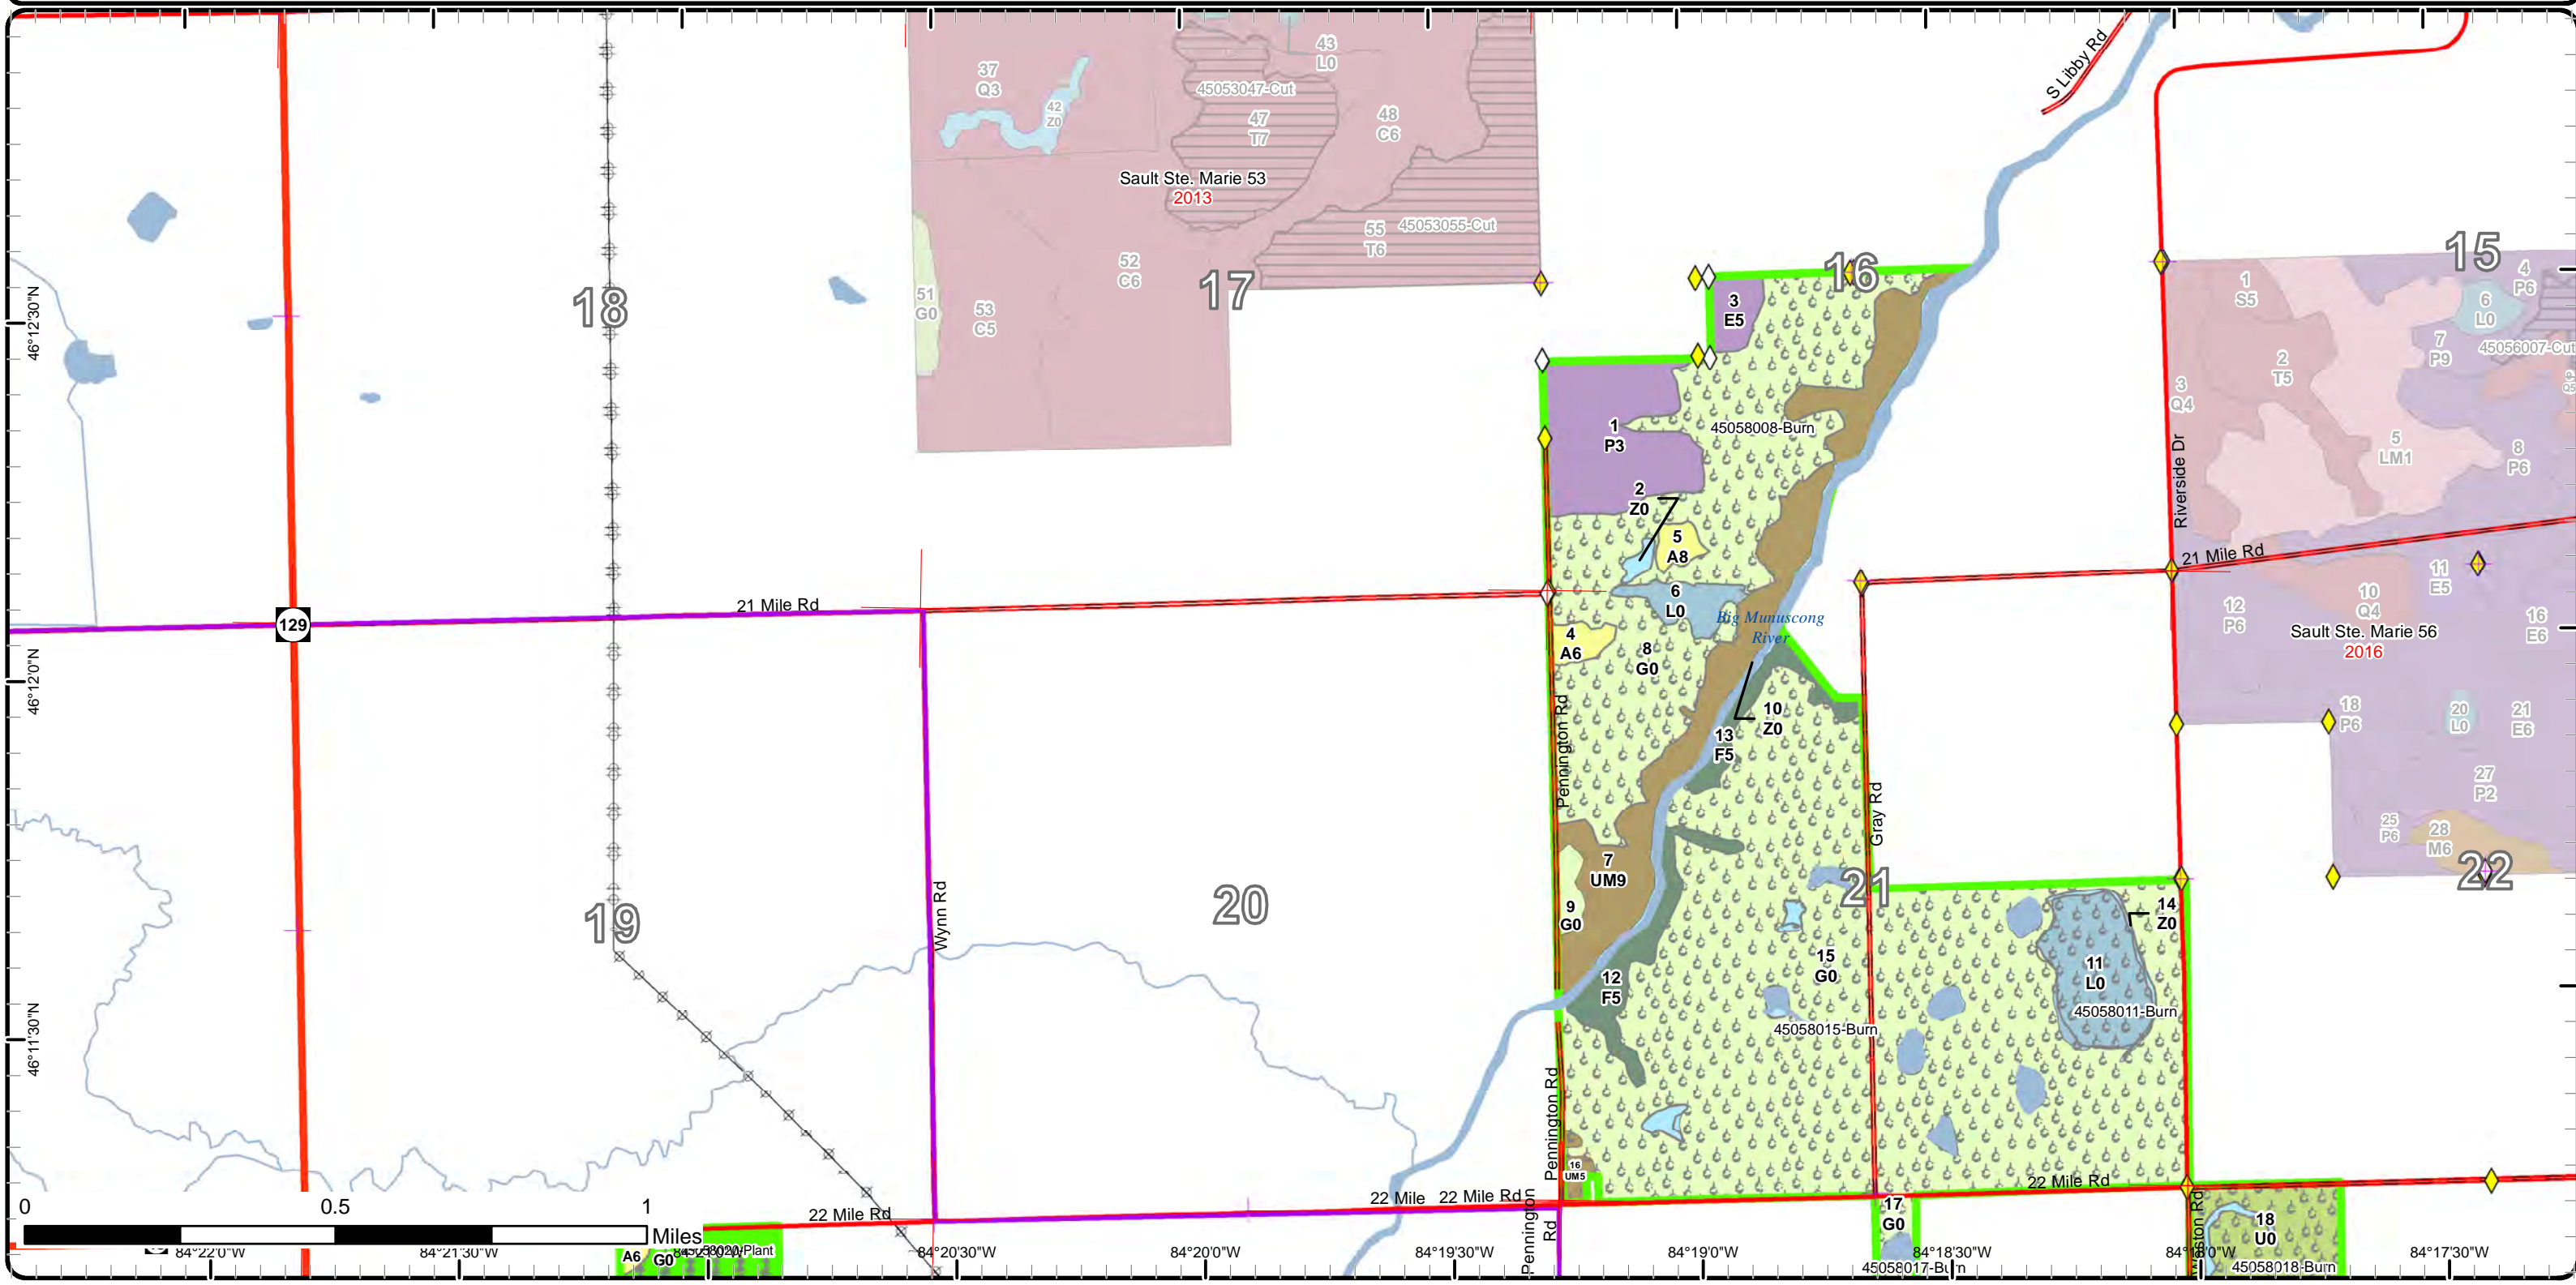 S Libby Rd
37
Q3
42
Z0
43
L0
45053047-Cut
47
T7
48
C6
Sault Ste. Marie 53
2013
55
T6
45053055-Cut
52
C6
51
G0
53
C5
46°12'30"N
18
17
16
15
3
E5
1
P3
45058008-Burn
2
Z0
5
A8
6
L0
Big Munuscong
River
4
A6
8
G0
10
Z0
13
F5
7
UM9
9
G0
12
F5
15
G0
45058015-Burn
16
UM5
1
S5
2
T5
3
Q4
4
P6
6
L0
7
P9
45056007-Cut
5
LM1
8
P6
Riverside Dr
21 Mile Rd
11
E5
10
Q4
12
P6
16
E6
Sault Ste. Marie 56
2016
18
P6
20
L0
21
E6
27
P2
25
P6
28
M6
22
129
21 Mile Rd
46°12'0"N
Pennington Rd
Gray Rd
Wynn Rd
19
20
21
14
Z0
11
L0
45058011-Burn
46°11'30"N
Pennington Rd
22 Mile Rd
22 Mile
22 Mile Rd
22 Mile Rd
Pennington
Rd
17
G0
45058017-Burn
18
U0
45058018-Burn
0
0.5
1
Miles
A6
G0
84°22'0"W
84°21'30"W
84°20'30"W
84°20'0"W
84°19'30"W
84°19'0"W
84°18'30"W
84°17'30"W